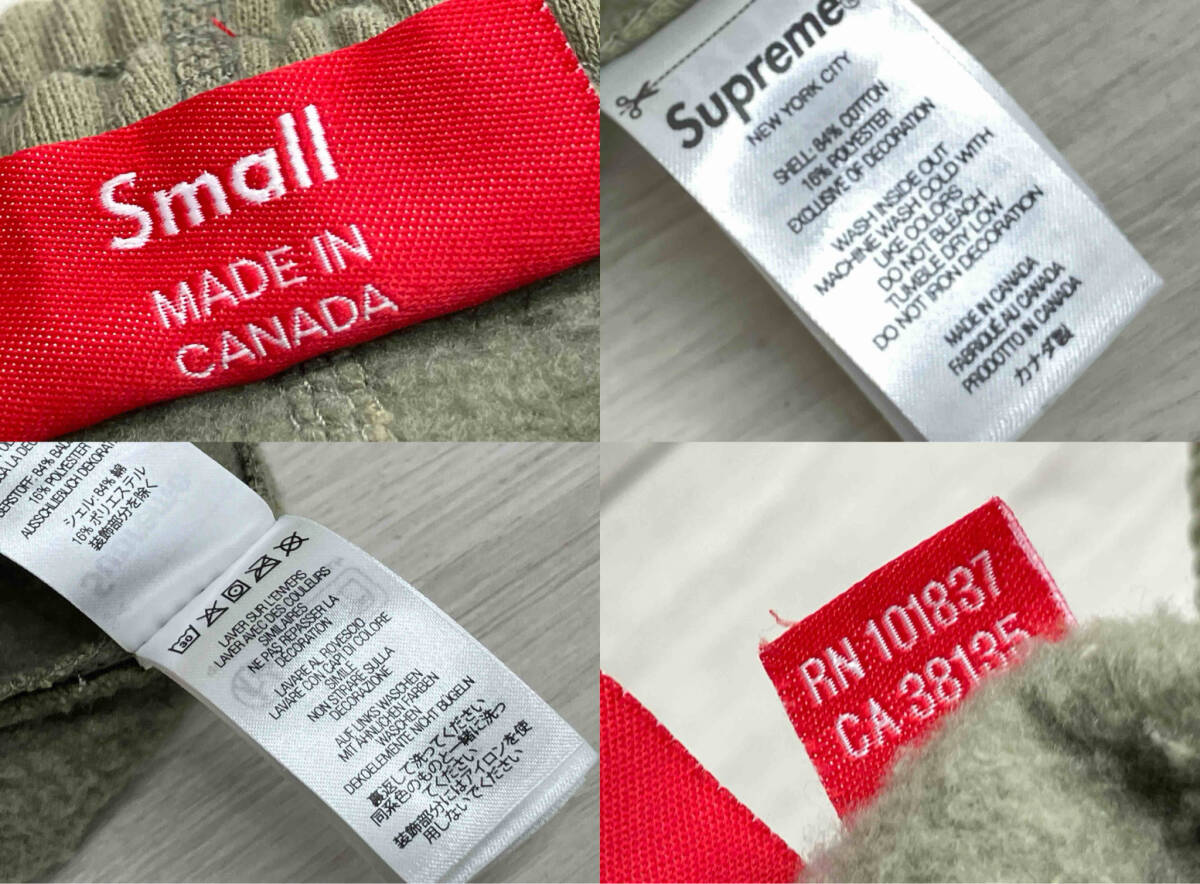 Small
MADE IN
CANADA
Supreme®
NEW YORK CITY
SHELL: 84% COTTON
16% POLYESTER
EXCLUSIVE OF DECORATION
WASH INSIDE OUT
MACHINE WASH COLD WITH
LIKE COLORS
DO NOT BLEACH
TUMBLE DRY LOW
DO NOT IRON DECORATION
MADE IN CANADA
FABRIQUÉ AU CANADA
PRODOTTO IN CANADA
カナダ製
84%
16% POLYESTER
AUSSCHLIEBLICH DEKORATION
シェル: 84% 綿
16% ポリエステル
装飾部分を除く
30
LAVER SUR L'ENVERS
LAVER AVEC DES COULEURS
SIMILAIRES
NE PAS REPASSER LA
DÉCORATION
LAVARE AL ROVESCIO
LAVARE CON CAPI DI COLORE
SIMILE
NON STIRARE SULLA
DECORAZIONE
AUF LINKS WASCHEN
MIT ÄHNLICHEN FARBEN
WASCHEN
DEKOELEMENTE NICHT BÜGELN
裏返して洗ってください
同系色のものと一緒に洗っ
てください
装飾部分にはアイロンを使
用しないでください
RN 101837
CA 38135